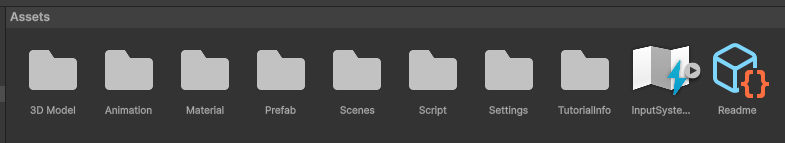 Assets
3D Model Animation Material Prefab Scenes Script Settings TutorialInfo InputSyste... Readme